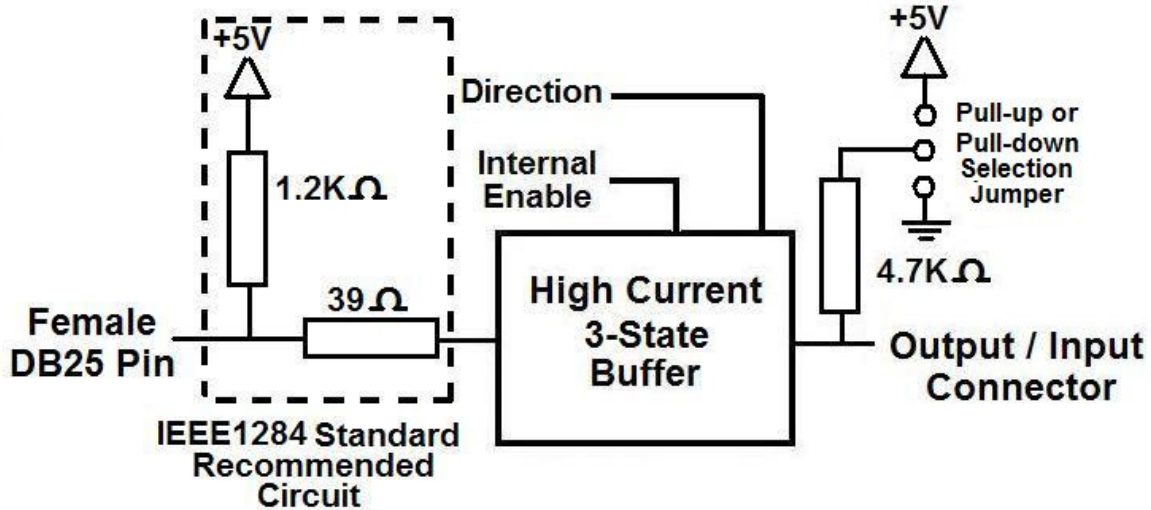 +5V
1.2KΩ
39Ω
Female
DB25 Pin
IEEE1284 Standard
Recommended
Circuit
Direction
Internal
Enable
High Current
3-State
Buffer
+5V
Pull-up or
Pull-down
Selection
Jumper
4.7KΩ
Output / Input
Connector